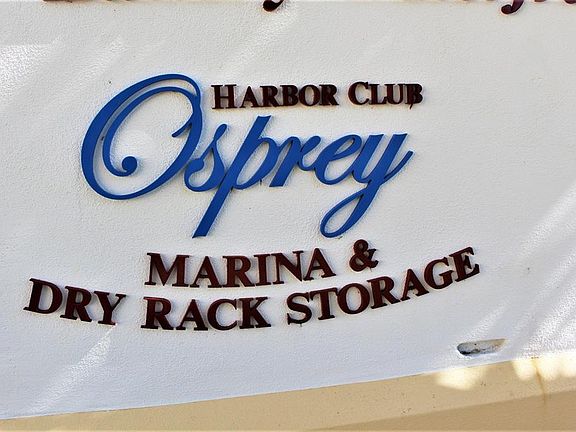 HARBOR CLUB
Osprey
MARINA &
DRY RACK STORAGE